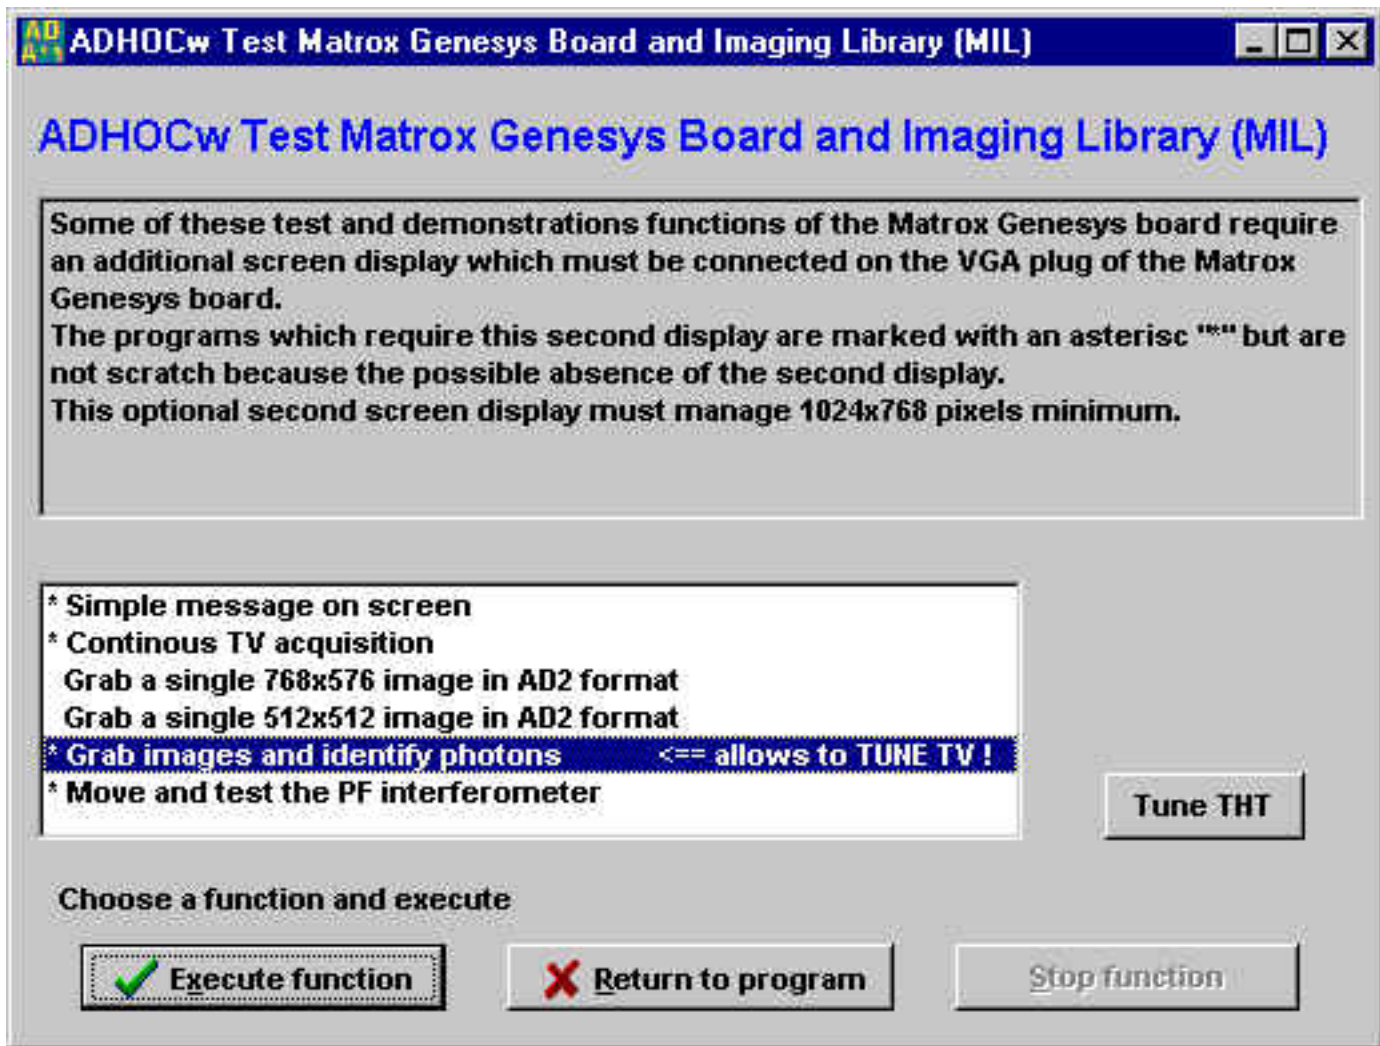 ADHOCw Test Matrox Genesys Board and Imaging Library (MIL)
ADHOCw Test Matrox Genesys Board and Imaging Library (MIL)
Some of these test and demonstrations functions of the Matrox Genesys board require
an additional screen display which must be connected on the VGA plug of the Matrox
Genesys board.
The programs which require this second display are marked with an asterisc "*" but are
not scratch because the possible absence of the second display.
This optional second screen display must manage 1024x768 pixels minimum.
* Simple message on screen
* Continous TV acquisition
Grab a single 768x576 image in AD2 format
Grab a single 512x512 image in AD2 format
* Grab images and identify photons <== allows to TUNE TV !
* Move and test the PF interferometer
Tune THT
Choose a function and execute
Execute function
Return to program
Stop function